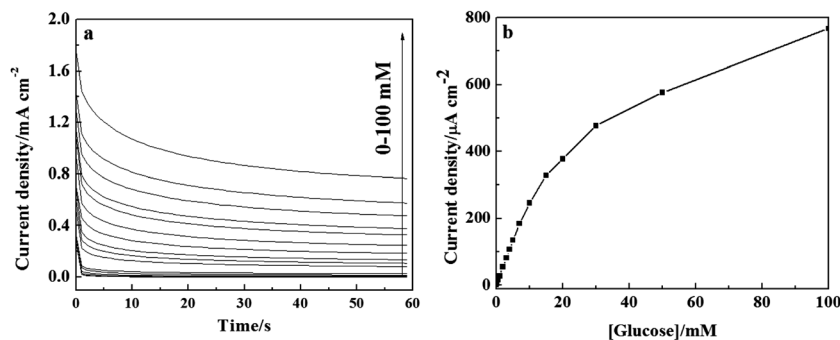 a
2.0
1.6
1.2
0.8
0.4
0.0
0 10 20 30 40 50 60
Current density/mA cm-2
Time/s
0-100 mM
b
800
600
400
200
0
0 20 40 60 80 100
Current density/μA cm-2
[Glucose]/mM